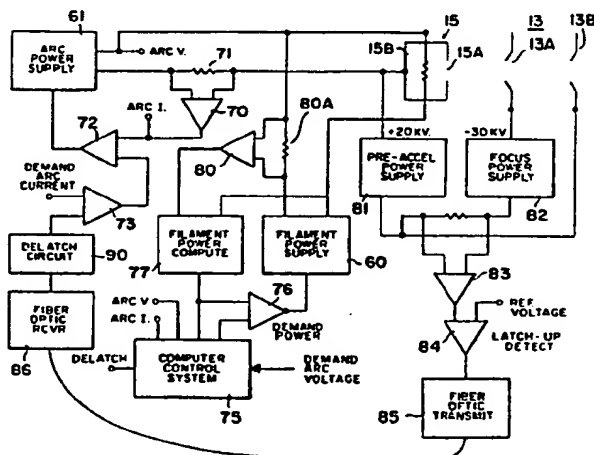 61
ARC POWER SUPPLY
ARC V.
71
15
15B
15A
13
13A
13B
ARC I.
70
72
80A
80
+20KV.
-30KV.
DEMAND ARC CURRENT
73
PRE-ACCEL POWER SUPPLY
FOCUS POWER SUPPLY
81
82
DELATCH CIRCUIT
90
FILAMENT POWER COMPUTE
FILAMENT POWER SUPPLY
77
60
83
FIBER OPTIC RCVR
86
76
DEMAND POWER
REF. VOLTAGE
84
LATCH-UP DETECT
ARC V
ARC I.
DELATCH
COMPUTER CONTROL SYSTEM
DEMAND ARC VOLTAGE
75
85
FIBER OPTIC TRANSMIT